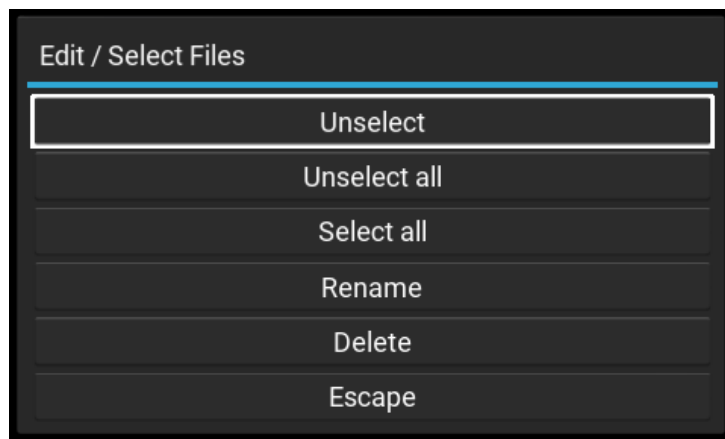 Edit / Select Files
Unselect
Unselect all
Select all
Rename
Delete
Escape